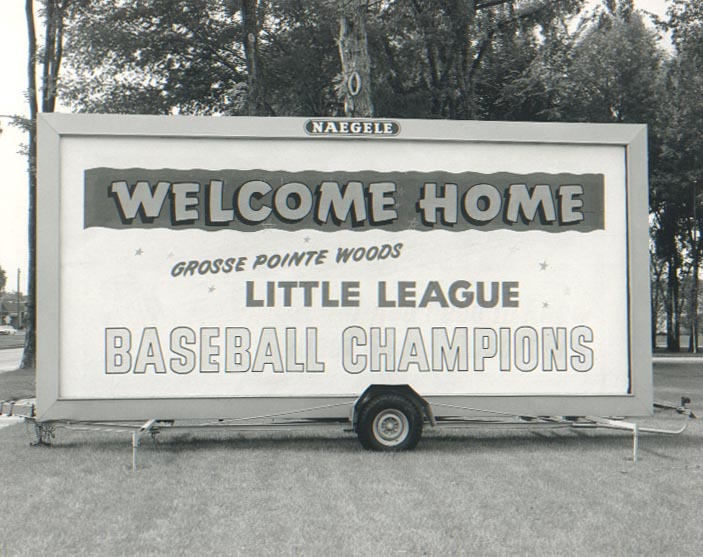 NAEGELE
WELCOME HOME
GROSSE POINTE WOODS
LITTLE LEAGUE
BASEBALL CHAMPIONS